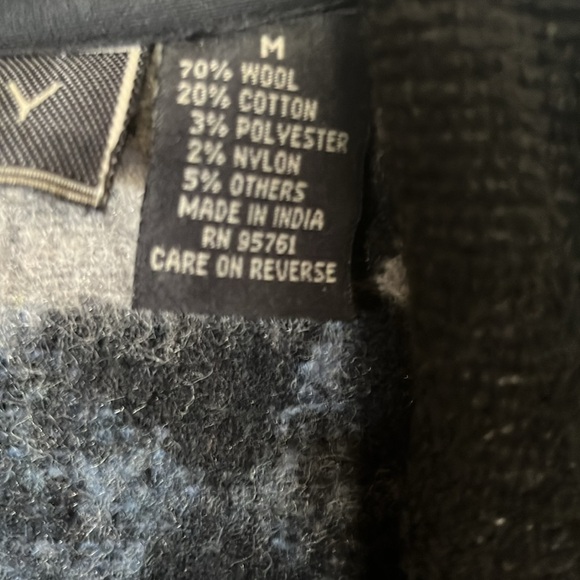 Y
M
70% WOOL
20% COTTON
3% POLYESTER
2% NYLON
5% OTHERS
MADE IN INDIA
RN 95761
CARE ON REVERSE